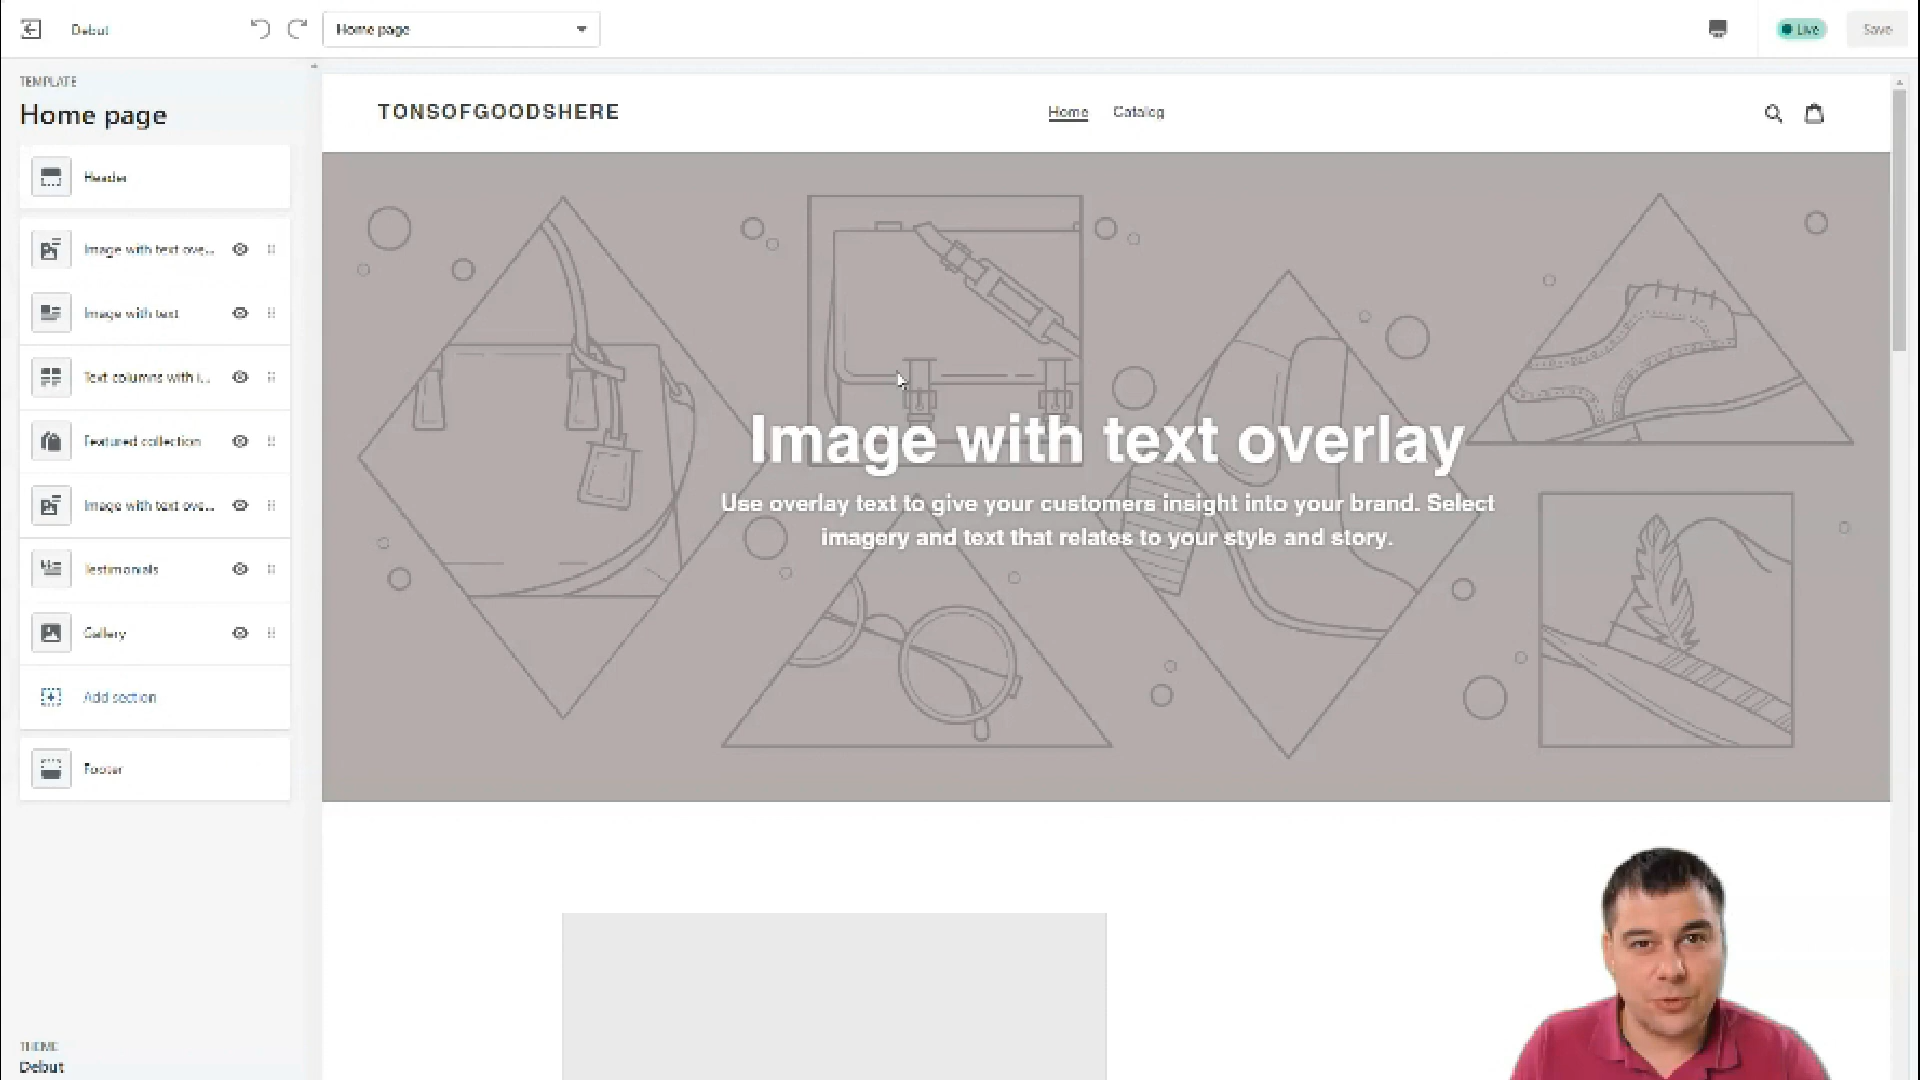 Debut
Home page
Live
Save
TEMPLATE
Home page
Header
Image with text ove...
Image with text
Text columns with i...
Featured collection
Image with text ove...
Testimonials
Gallery
Add section
Footer
THEME
Debut
TONSOFGOODSHERE
Home
Catalog
Image with text overlay
Use overlay text to give your customers insight into your brand. Select
imagery and text that relates to your style and story.